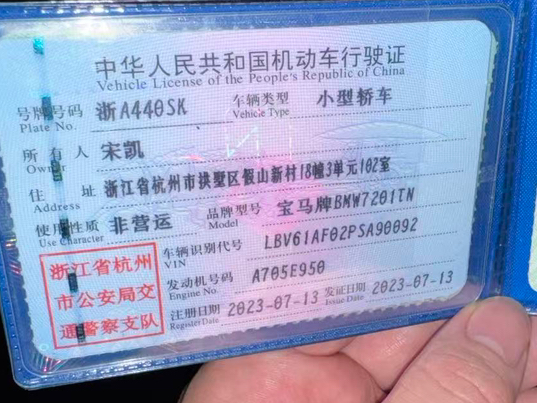 中华人民共和国机动车行驶证
Vehicle License of the People's Republic of China
号牌号码 浙A440SK 车辆类型 小型轿车
Plate No. Vehicle Type
所有人 宋凯
Owner
住址 浙江省杭州市拱墅区假山新村18幢3单元102室
Address
使用性质 非营运 品牌型号 宝马牌BMW7201TN
Use Character Model
浙江省杭州
市公安局交
通警察支队
车辆识别代号 LBV61AF02PSA90092
VIN
发动机号码 A705E950
Engine No.
注册日期 2023-07-13 发证日期 2023-07-13
Register Date Issue Date